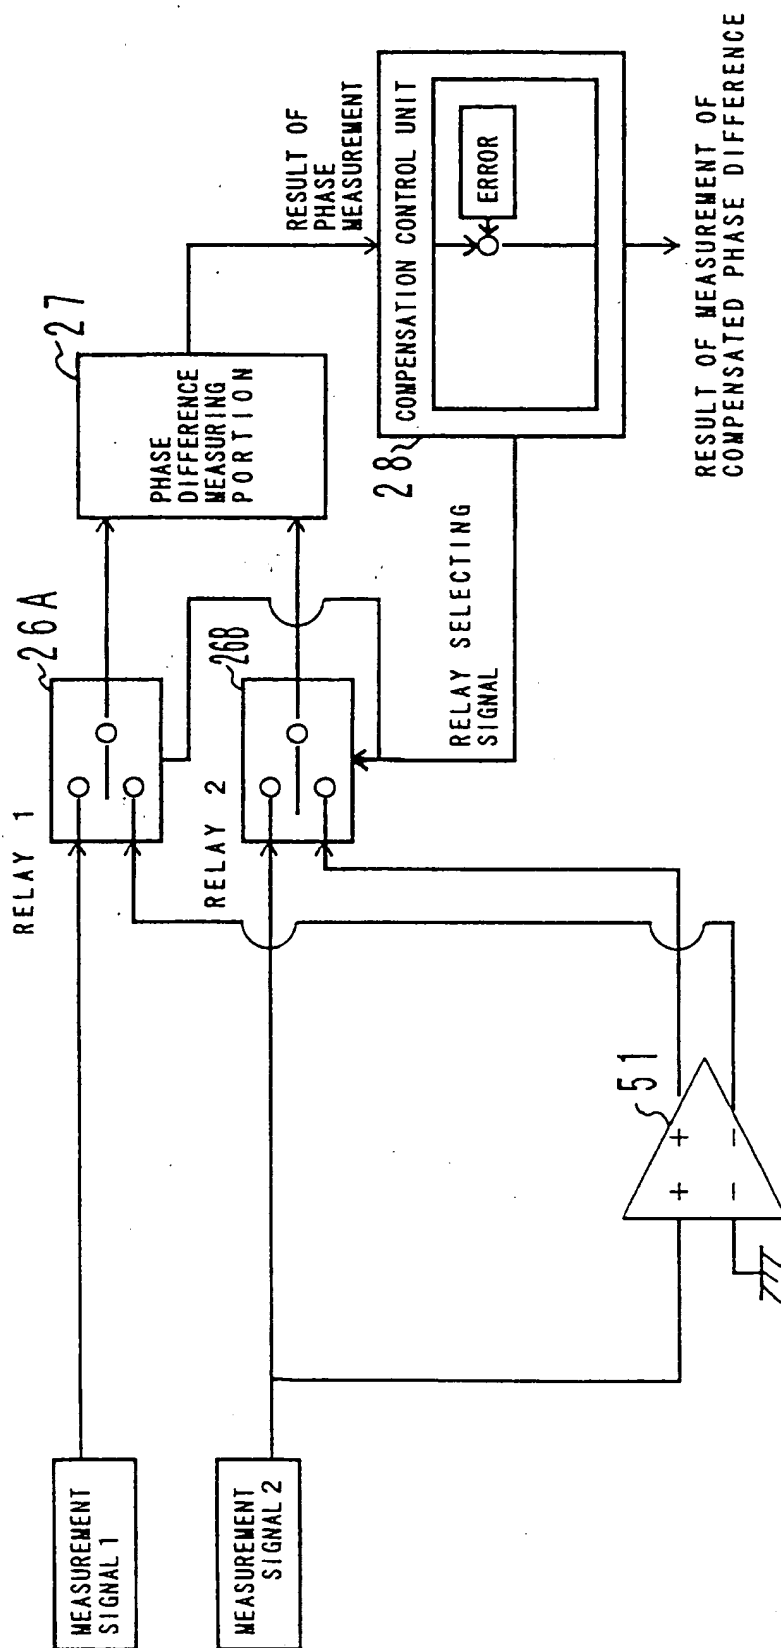 MEASUREMENT
SIGNAL 1
MEASUREMENT
SIGNAL 2
RELAY 1
26A
RELAY 2
26B
RELAY SELECTING
SIGNAL
51
+ +
- -
27
PHASE
DIFFERENCE
MEASURING
PORTION
RESULT OF
PHASE
MEASUREMENT
28
COMPENSATION CONTROL UNIT
ERROR
RESULT OF MEASUREMENT OF
COMPENSATED PHASE DIFFERENCE